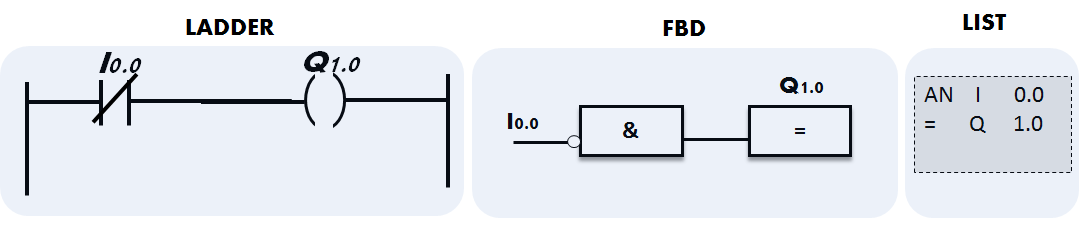 LADDER
I0.0
Q1.0
FBD
I0.0
&
Q1.0
=
LIST
AN I 0.0
= Q 1.0